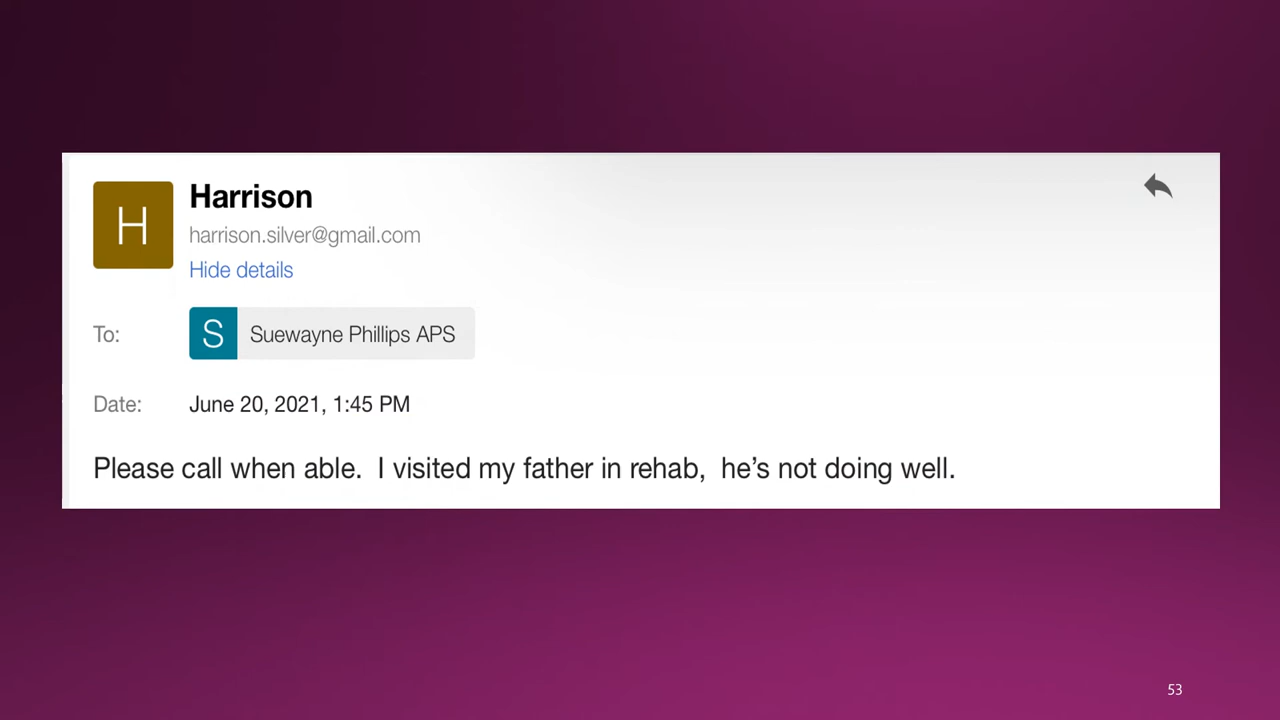 H
Harrison
harrison.silver@gmail.com
Hide details
To: S Suewayne Phillips APS
Date: June 20, 2021, 1:45 PM
Please call when able.  I visited my father in rehab,  he’s not doing well.
53